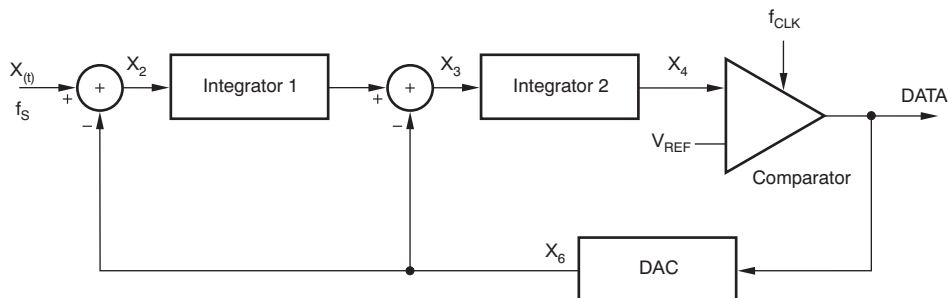 f_CLK
X_(t)
f_S
+
+
−
X_2
Integrator 1
+
+
−
X_3
Integrator 2
X_4
V_REF
Comparator
DATA
X_6
DAC